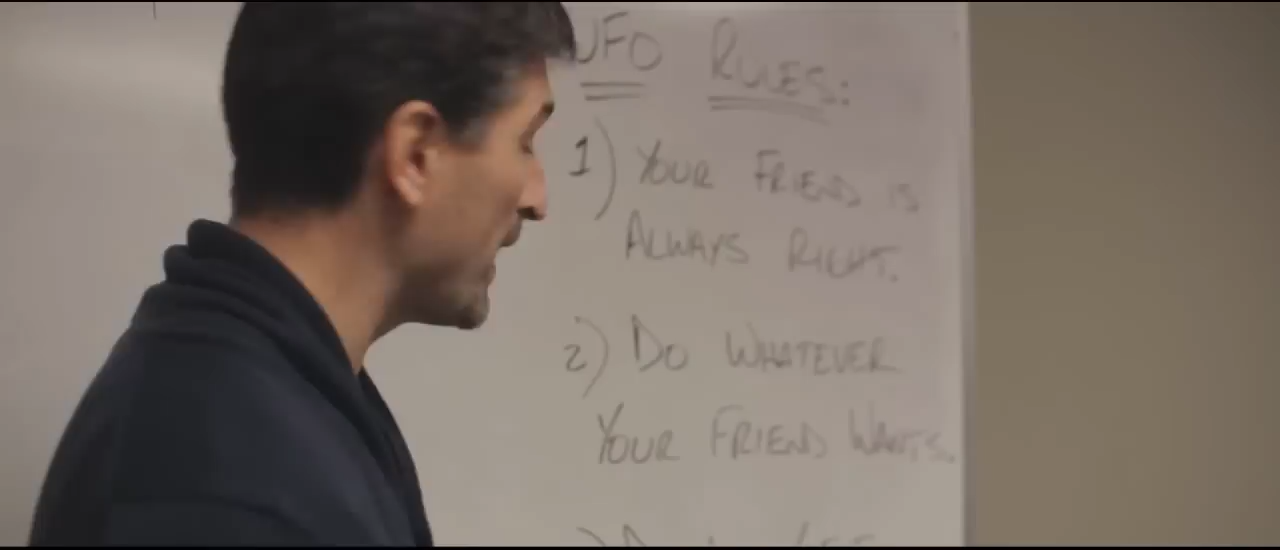 UFO RULES:
1) YOUR FRIEND IS
ALWAYS RIGHT.
2) DO WHATEVER
YOUR FRIEND WANTS.